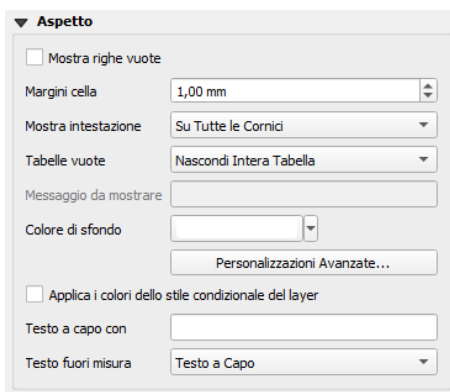 Aspetto
Mostra righe vuote
Margini cella 1,00 mm
Mostra intestazione Su Tutte le Cornici
Tabelle vuote Nascondi Intera Tabella
Messaggio da mostrare
Colore di sfondo
Personalizzazioni Avanzate...
Applica i colori dello stile condizionale del layer
Testo a capo con
Testo fuori misura Testo a Capo